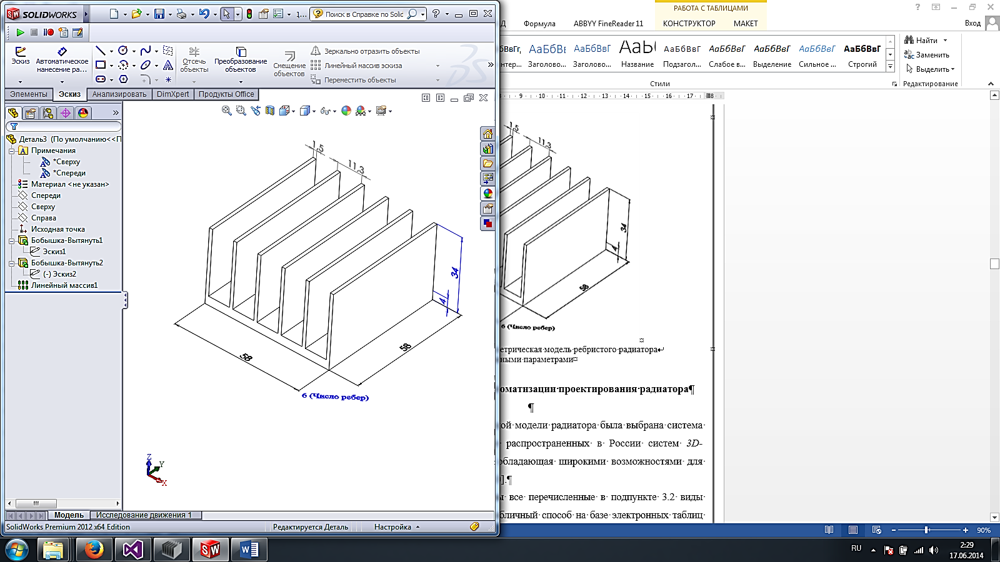 SOLIDWORKS
1...
Поиск в Справке по Solid
Эскиз
Автоматическое нанесение ра...
Отсечь объекты
Преобразование объектов
Смещение объектов
Зеркально отразить объекты
Линейный массив эскиза
Переместить объекты
Элементы
Эскиз
Анализировать
DimXpert
Продукты Office
Деталь3 (По умолчанию<<П
Примечания
*Сверху
*Спереди
Материал <не указан>
Спереди
Сверху
Справа
Исходная точка
Бобышка-Вытянуть1
Эскиз1
Бобышка-Вытянуть2
(-) Эскиз2
Линейный массив1
1,5
11,3
34
4
58
58
6 (Число ребер)
Z
Y
X
Модель
Исследование движения 1
SolidWorks Premium 2012 x64 Edition
Редактируется Деталь
Настройка
РАБОТА С ТАБЛИЦАМИ
Д
Формула
ABBYY FineReader 11
КОНСТРУКТОР
МАКЕТ
Вход
ıБбВвГг,
АаБбВı
АаБбВвГ
АаЬ
АаБбВвГ
АаБбВвГ
АаБбВвГ
АаБбВвГ
АаБбВвГ
нтер...
Заголово...
Заголово...
Название
Подзагол...
Слабое в...
Выделение
Сильное ...
Строгий
Стили
Найти
Заменить
Выделить
Редактирование
9 10 11 12 13 14 15 16 17 18
1,5
11,3
34
4
58
6 (Число ребер)
етрическая модель ребристого радиатора
ными параметрами
оматизации проектирования радиатора¶
¶
ой модели радиатора была выбрана система
распространенных в России систем 3D-
обладающая широкими возможностями для
].¶
ы все перечисленные в подпункте 3.2 виды
бличный способ на базе электронных таблиц
90%
RU
2:29
17.06.2014